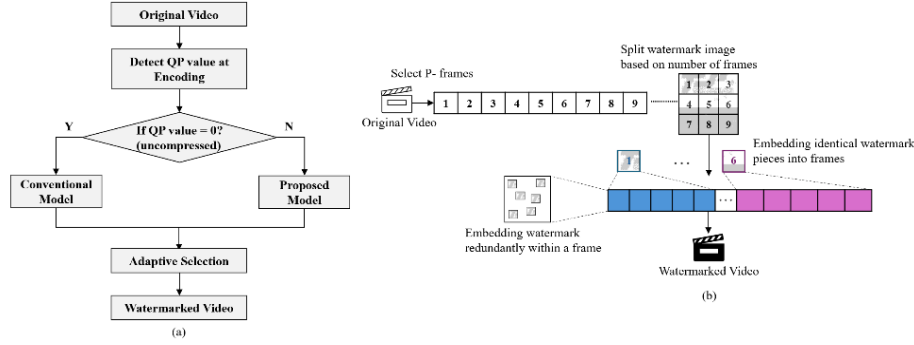 Original Video
Detect QP value at
Encoding
Y
If QP value = 0?
(uncompressed)
N
Conventional
Model
Proposed
Model
Adaptive Selection
Watermarked Video
(a)
Split watermark image
based on number of frames
Select P- frames
1 2 3 4 5 6 7 8 9
Original Video
1 2 3
4 5 6
7 8 9
Embedding identical watermark
pieces into frames
1 ... 6
...
Embedding watermark
redundantly within a frame
Watermarked Video
(b)